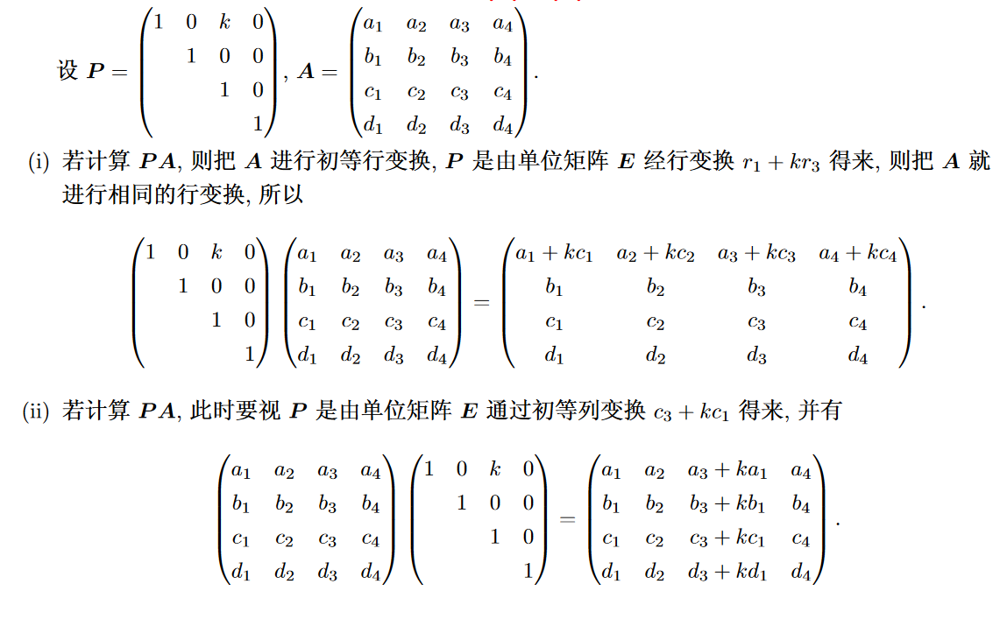 设 P = \begin{pmatrix} 1 & 0 & k & 0 \\ & 1 & 0 & 0 \\ & & 1 & 0 \\ & & & 1 \end{pmatrix}, A = \begin{pmatrix} a_1 & a_2 & a_3 & a_4 \\ b_1 & b_2 & b_3 & b_4 \\ c_1 & c_2 & c_3 & c_4 \\ d_1 & d_2 & d_3 & d_4 \end{pmatrix}.
(i) 若计算 PA, 则把 A 进行初等行变换, P 是由单位矩阵 E 经行变换 r_1 + kr_3 得来, 则把 A 就
进行相同的行变换, 所以
\begin{pmatrix} 1 & 0 & k & 0 \\ & 1 & 0 & 0 \\ & & 1 & 0 \\ & & & 1 \end{pmatrix} \begin{pmatrix} a_1 & a_2 & a_3 & a_4 \\ b_1 & b_2 & b_3 & b_4 \\ c_1 & c_2 & c_3 & c_4 \\ d_1 & d_2 & d_3 & d_4 \end{pmatrix} = \begin{pmatrix} a_1 + kc_1 & a_2 + kc_2 & a_3 + kc_3 & a_4 + kc_4 \\ b_1 & b_2 & b_3 & b_4 \\ c_1 & c_2 & c_3 & c_4 \\ d_1 & d_2 & d_3 & d_4 \end{pmatrix}.
(ii) 若计算 PA, 此时要视 P 是由单位矩阵 E 通过初等列变换 c_3 + kc_1 得来, 并有
\begin{pmatrix} a_1 & a_2 & a_3 & a_4 \\ b_1 & b_2 & b_3 & b_4 \\ c_1 & c_2 & c_3 & c_4 \\ d_1 & d_2 & d_3 & d_4 \end{pmatrix} \begin{pmatrix} 1 & 0 & k & 0 \\ & 1 & 0 & 0 \\ & & 1 & 0 \\ & & & 1 \end{pmatrix} = \begin{pmatrix} a_1 & a_2 & a_3 + ka_1 & a_4 \\ b_1 & b_2 & b_3 + kb_1 & b_4 \\ c_1 & c_2 & c_3 + kc_1 & c_4 \\ d_1 & d_2 & d_3 + kd_1 & d_4 \end{pmatrix}.